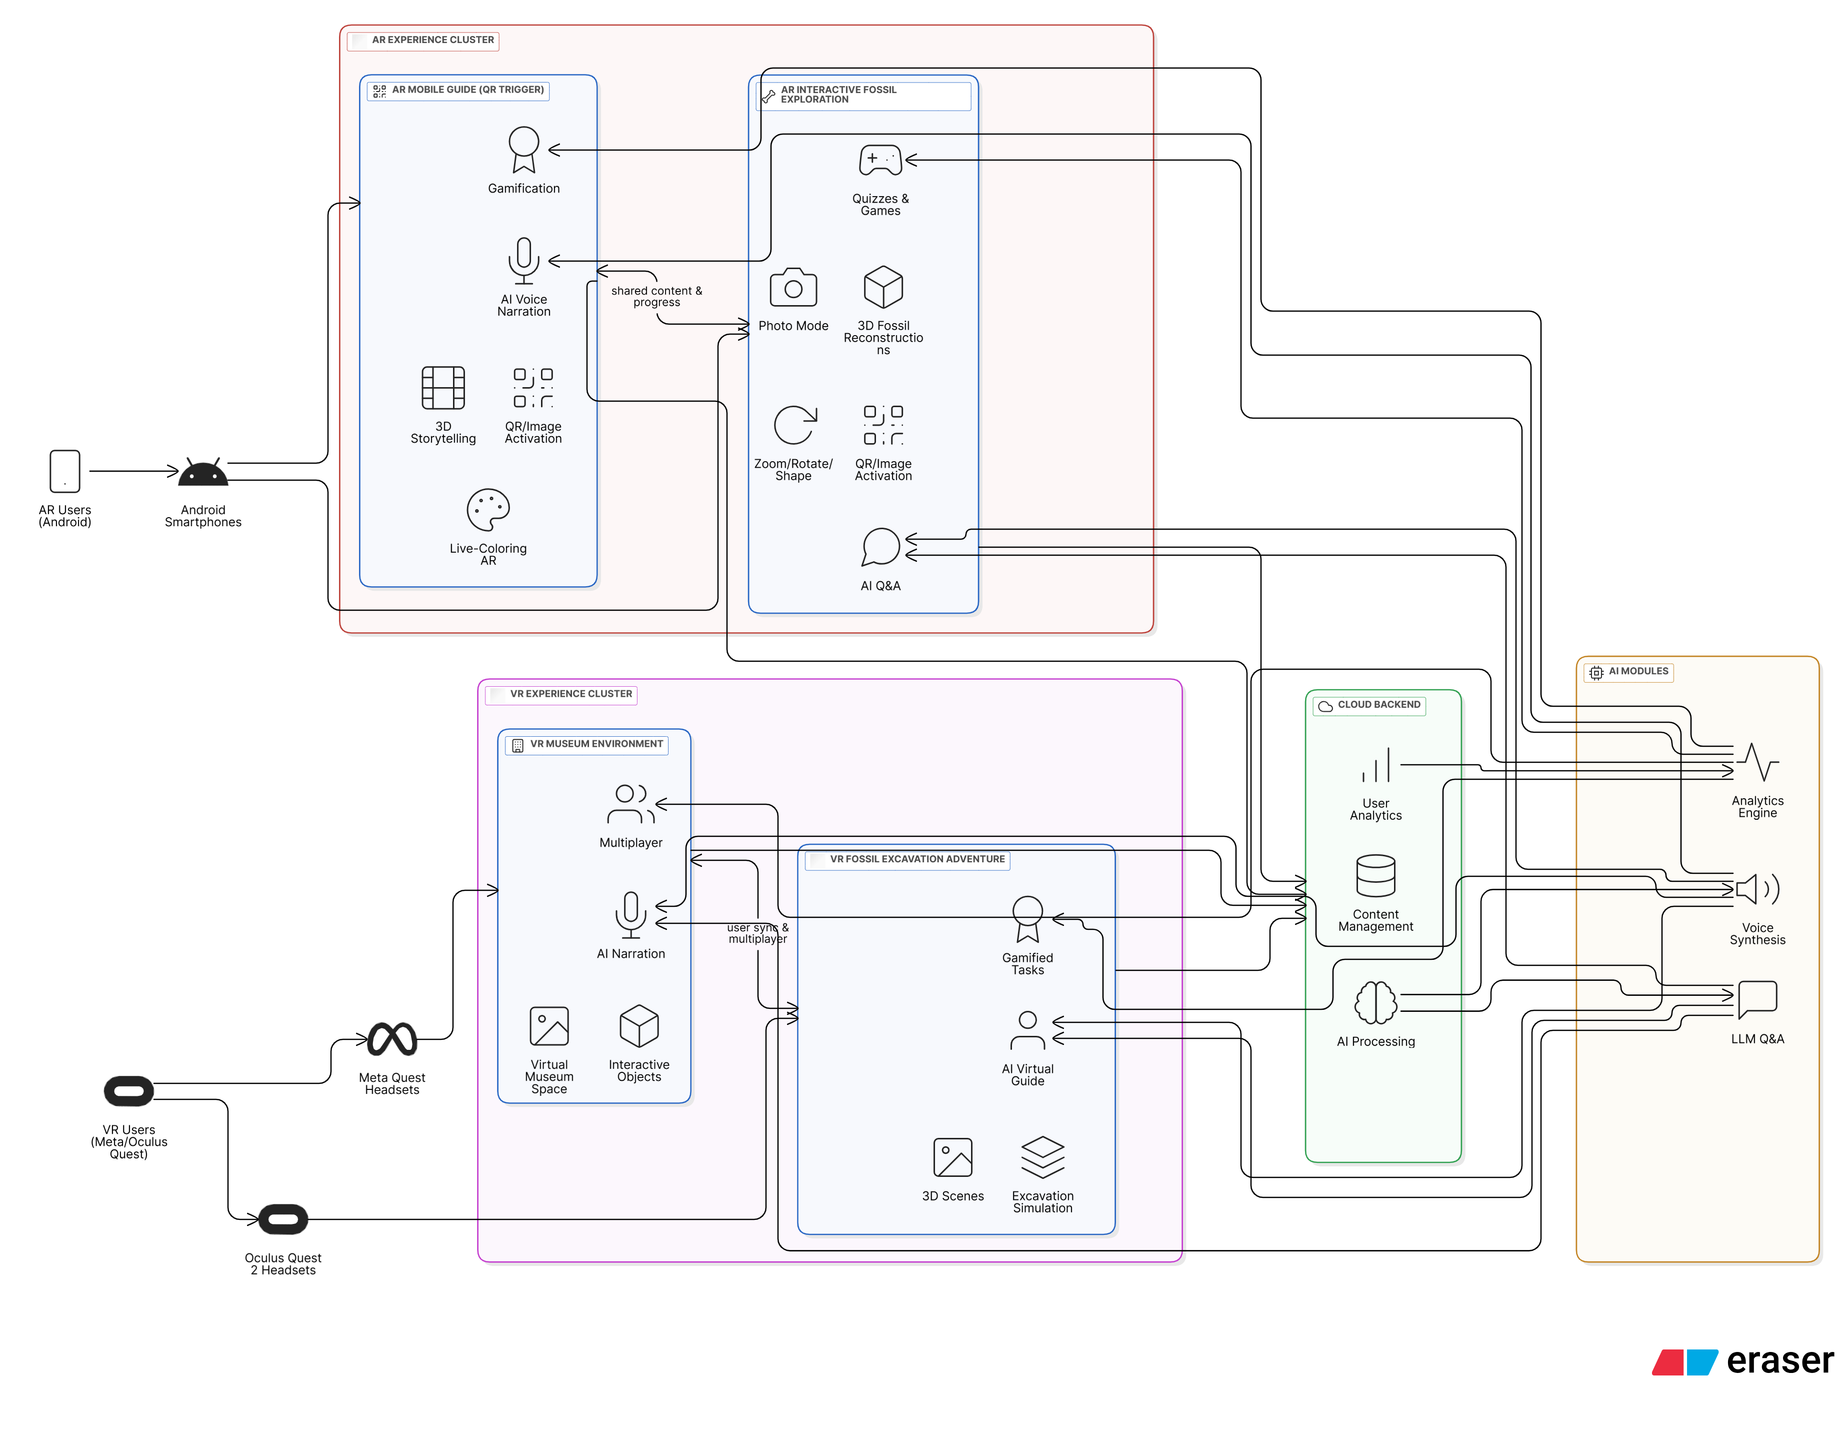 AR EXPERIENCE CLUSTER
AR MOBILE GUIDE (QR TRIGGER)
Gamification
AI Voice
Narration
3D
Storytelling
QR/Image
Activation
Live-Coloring
AR
shared content &
progress
AR INTERACTIVE FOSSIL
EXPLORATION
Quizzes &
Games
Photo Mode
3D Fossil
Reconstructio
ns
Zoom/Rotate/
Shape
QR/Image
Activation
AI Q&A
AR Users
(Android)
Android
Smartphones
VR EXPERIENCE CLUSTER
VR MUSEUM ENVIRONMENT
Multiplayer
AI Narration
Virtual
Museum
Space
Interactive
Objects
user sync &
multiplayer
VR FOSSIL EXCAVATION ADVENTURE
Gamified
Tasks
AI Virtual
Guide
3D Scenes
Excavation
Simulation
Meta Quest
Headsets
VR Users
(Meta/Oculus
Quest)
Oculus Quest
2 Headsets
CLOUD BACKEND
User
Analytics
Content
Management
AI Processing
AI MODULES
Analytics
Engine
Voice
Synthesis
LLM Q&A
eraser